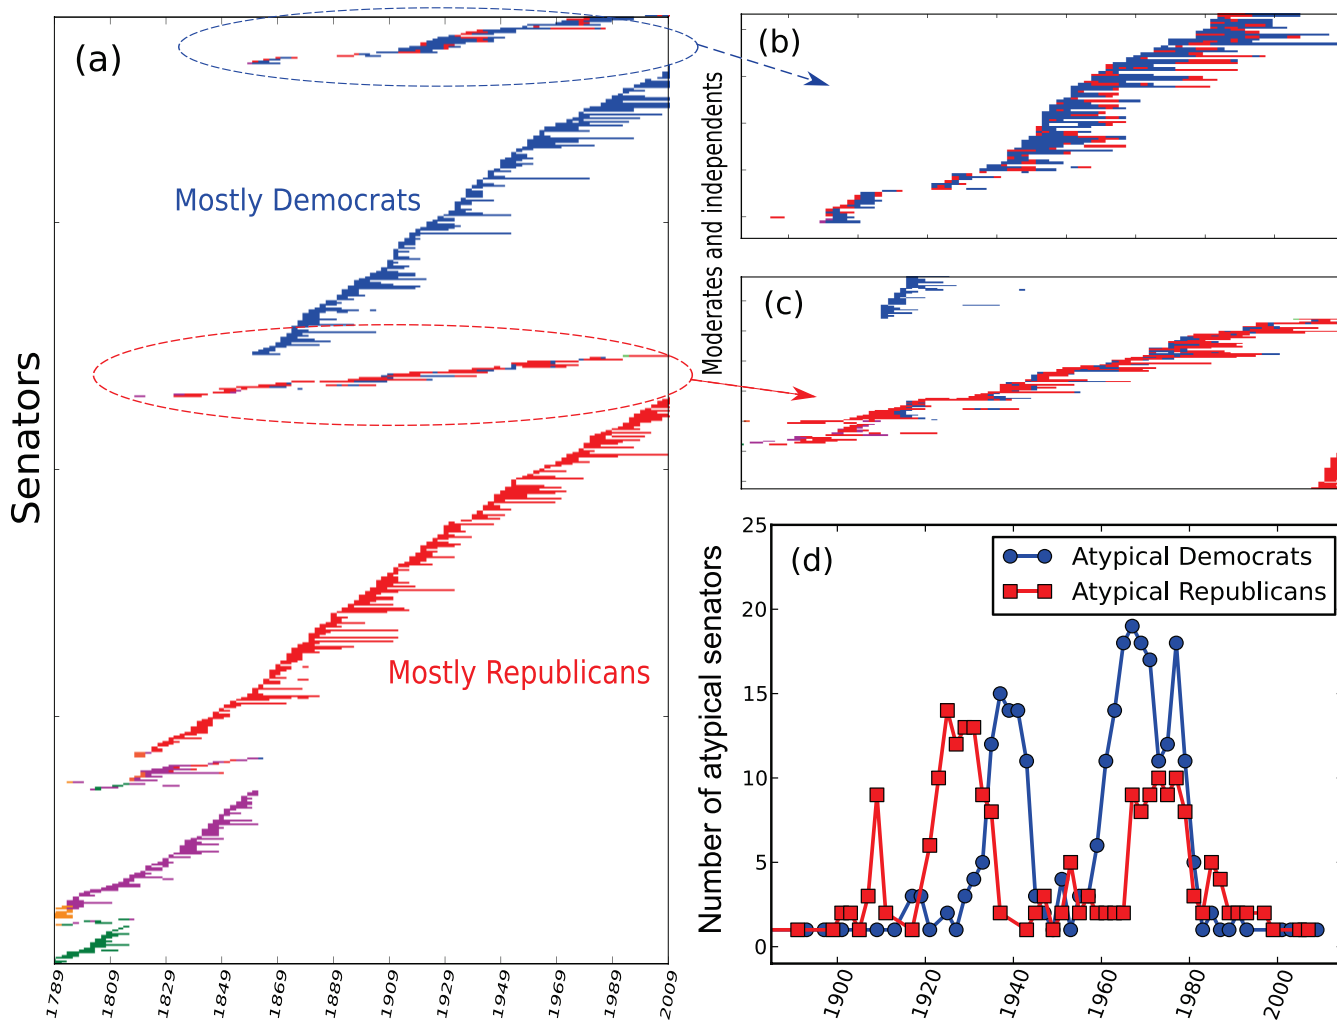 (a)
Mostly Democrats
Mostly Republicans
Senators
1789
1809
1829
1849
1869
1889
1909
1929
1949
1969
1989
2009
Moderates and independents
(b)
(c)
(d)
Atypical Democrats
Atypical Republicans
Number of atypical senators
25
20
15
10
5
0
1900
1920
1940
1960
1980
2000